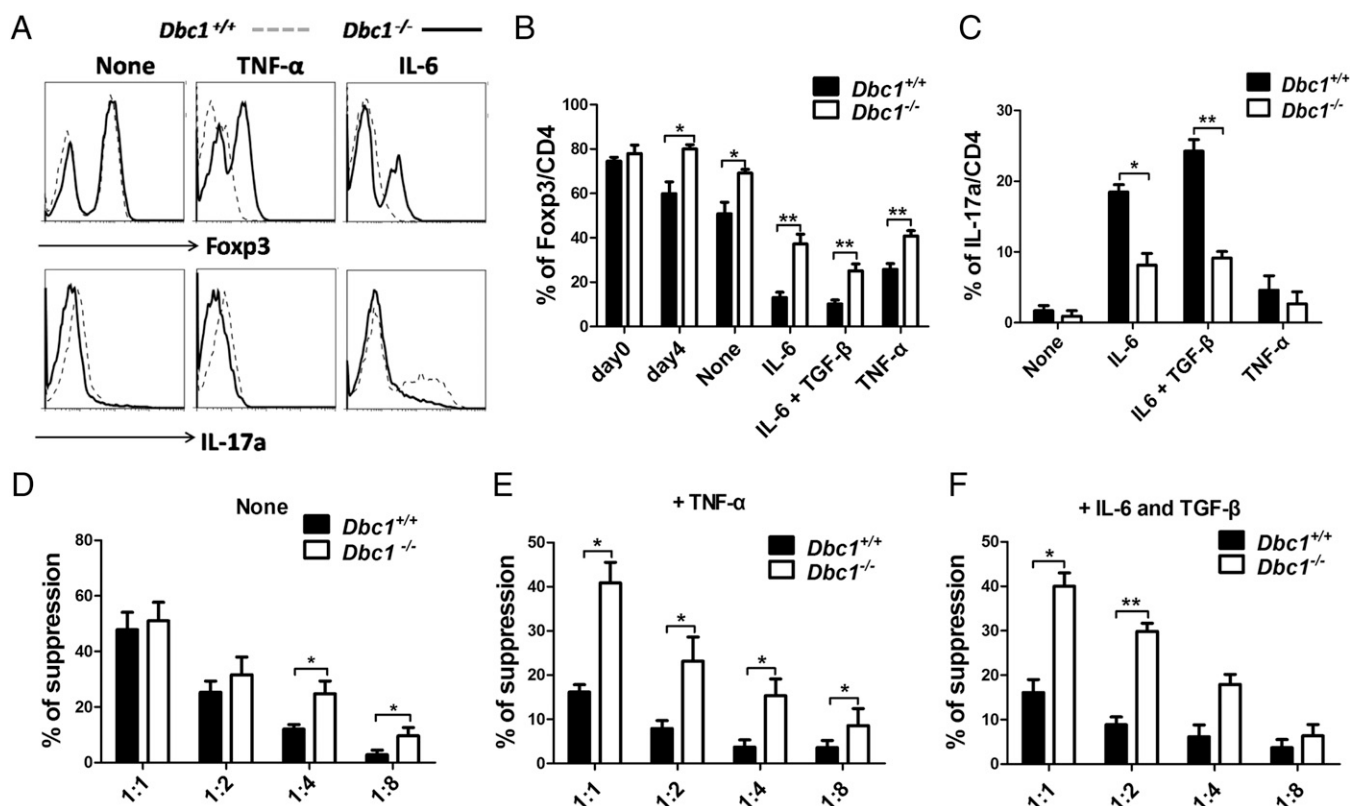 A
Dbc1+/+ Dbc1-/-
None TNF-α IL-6
Foxp3
IL-17a
B
Dbc1+/+
Dbc1-/-
% of Foxp3/CD4
100
80
60
40
20
0
* * ** ** **
day0 day4 None IL-6 IL-6 + TGF-β TNF-α
C
Dbc1+/+
Dbc1-/-
% of IL-17a/CD4
30
20
10
0
* **
None IL-6 IL6 + TGF-β TNF-α
D
None
Dbc1+/+
Dbc1 -/-
% of suppression
80
60
40
20
0
* *
1:1 1:2 1:4 1:8
E
+ TNF-α
Dbc1+/+
Dbc1-/-
% of suppression
50
40
30
20
10
0
* * * *
1:1 1:2 1:4 1:8
F
+ IL-6 and TGF-β
Dbc1+/+
Dbc1-/-
% of suppression
50
40
30
20
10
0
* **
1:1 1:2 1:4 1:8